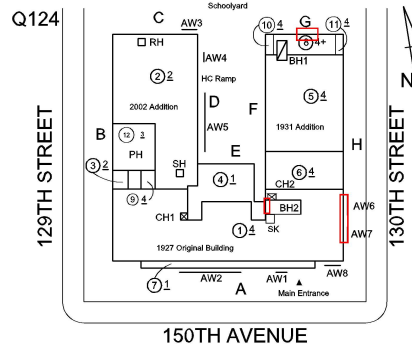 Schoolyard
Q124
C
AW3
10 4
G
8 4+
11 4
RH
AW4
BH1
N
2 2
HC Ramp
2002 Addition
D
F
5 4
1931 Addition
AW5
B
12 3
PH
E
H
129TH STREET
130TH STREET
3 2
SH
4 1
6 4
CH2
9 4
CH1
BH2
AW6
SK
1 4
AW7
1927 Original Building
7 1
AW2
A
AW1
AW8
Main Entrance
150TH AVENUE